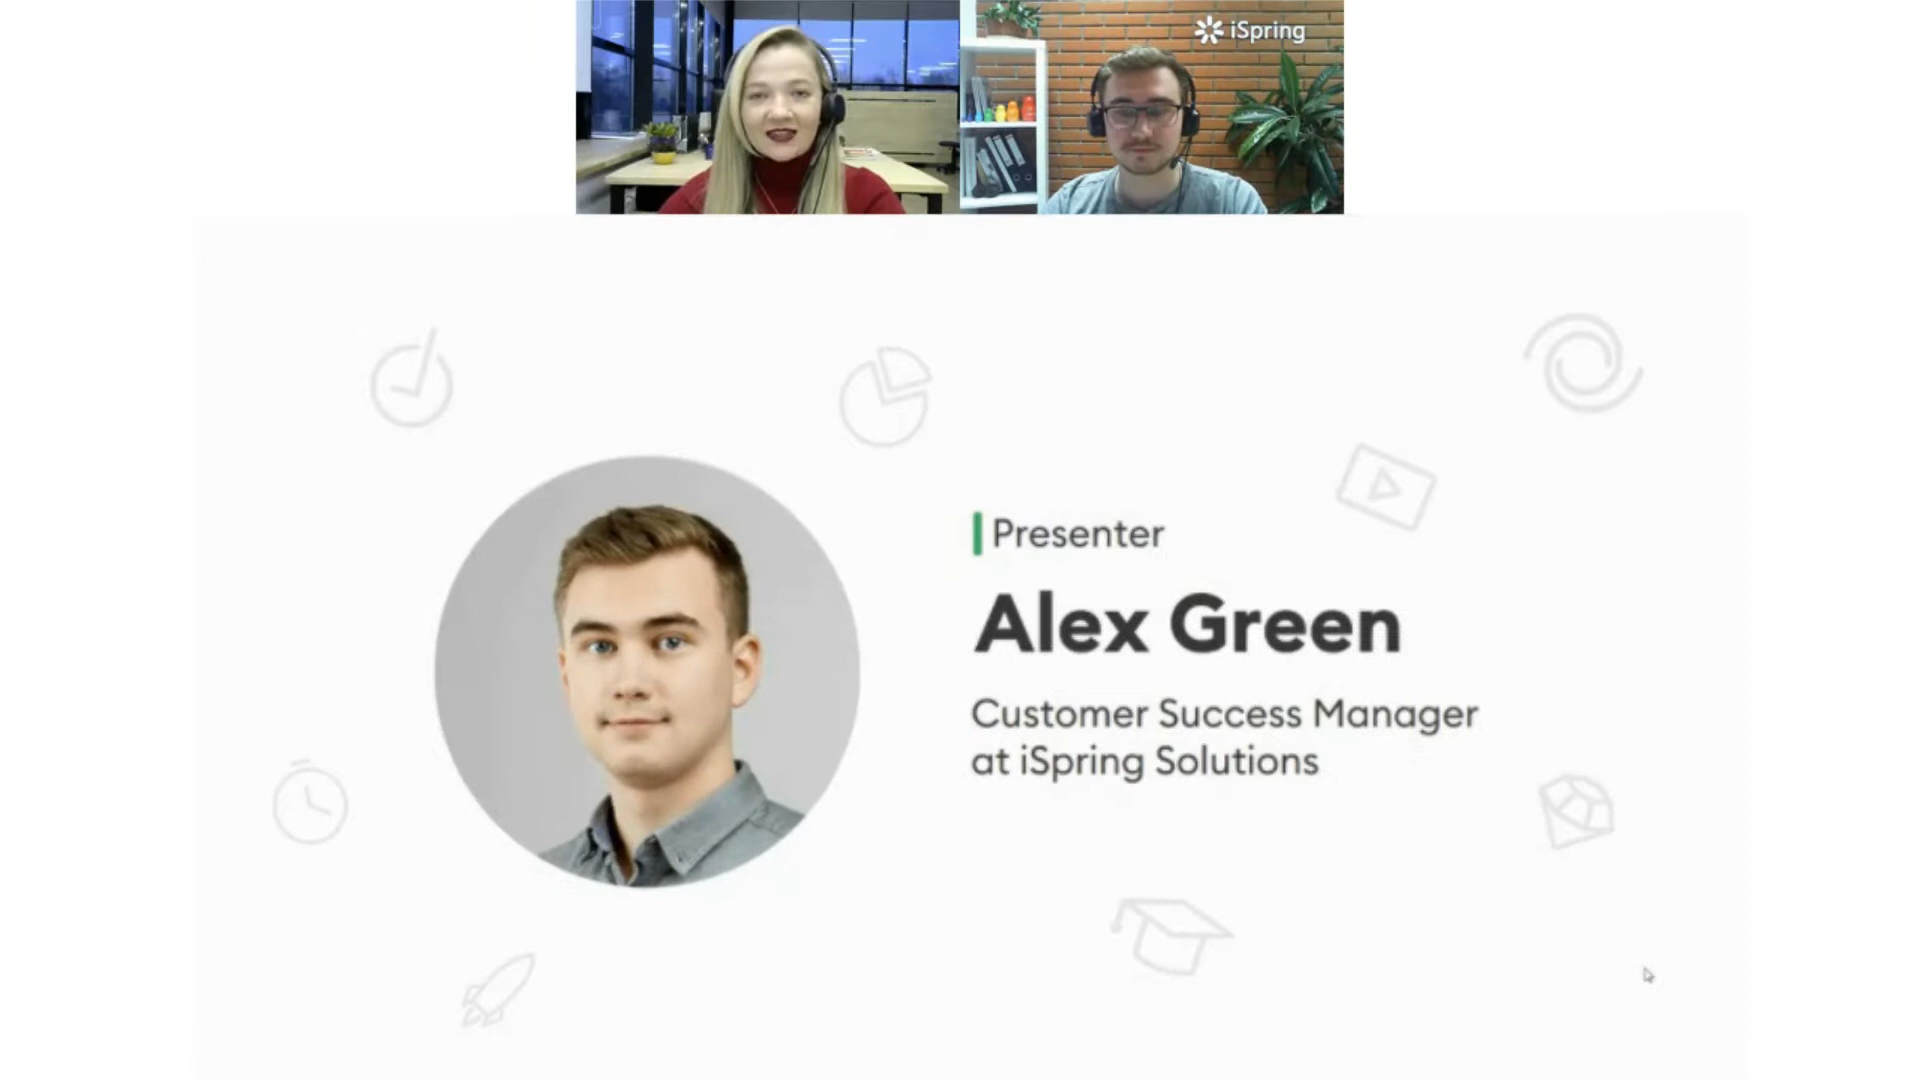 iSpring
Presenter
Alex Green
Customer Success Manager
at iSpring Solutions